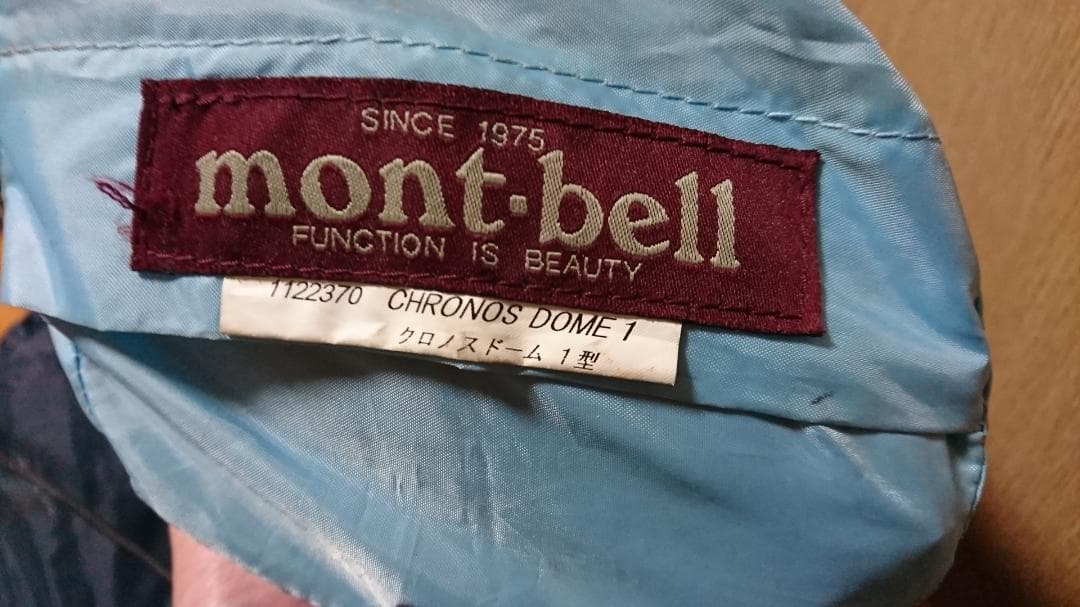 SINCE 1975
mont-bell
FUNCTION IS BEAUTY
1122370 CHRONOS DOME 1
クロノスドーム 1型